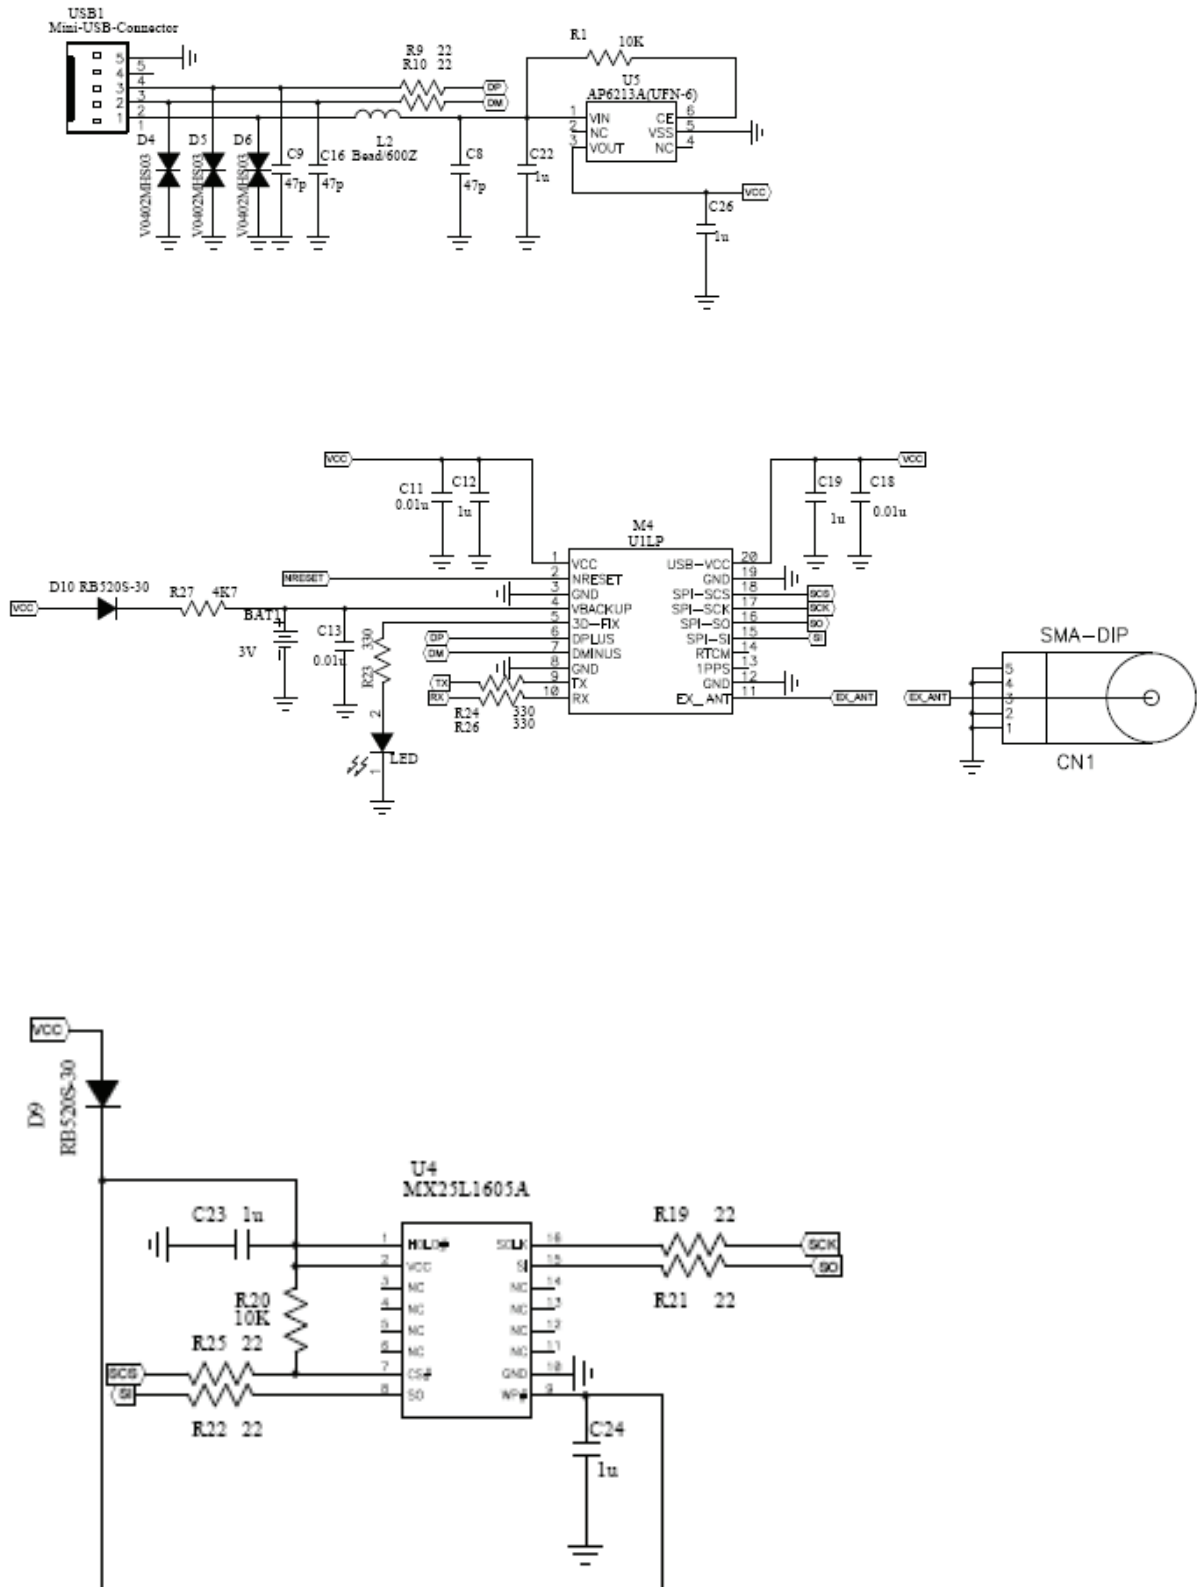 USB1
Mini-USB-Connector
5
4
3
2
1
5
4
3
2
1
R9 22
R10 22
DP
DM
R1 10K
U5
AP6213A(UFN-6)
1 VIN CE 6
2 NC VSS 5
3 VOUT NC 4
D4 D5 D6
V0402MHS03
V0402MHS03
V0402MHS03
C9
47p
C16
47p
L2
Bead/600Z
C8
47p
C22
1u
VCC
C26
1u
VCC
C11
0.01u
C12
1u
C19
1u
C18
0.01u
VCC
M4
U1LP
1 VCC USB-VCC 20
2 NRESET GND 19
3 GND SPI-SCS 18
4 VBACKUP SPI-SCK 17
5 3D-FIX SPI-SO 16
6 DPLUS SPI-SI 15
7 DMINUS RTCM 14
8 GND 1PPS 13
9 TX GND 12
10 RX EX_ANT 11
NRESET
D10 RB520S-30
VCC
R27 4K7
BAT1
+
3V
C13
0.01u
R23 330
2
1
LED
DP
DM
TX
RX
R24 330
R26 330
SCS
SCK
SO
SI
EX_ANT
EX_ANT
SMA-DIP
5
4
3
2
1
CN1
VCC
D9
RB520S-30
U4
MX25L1605A
C23 1u
1 HOLD# SCLK 16
2 VCC SI 15
3 NC NC 14
4 NC NC 13
5 NC NC 12
6 NC NC 11
7 CS# GND 10
8 SO WP# 9
R20
10K
R25 22
SCS
SI
R22 22
R19 22
SCK
SO
R21 22
C24
1u